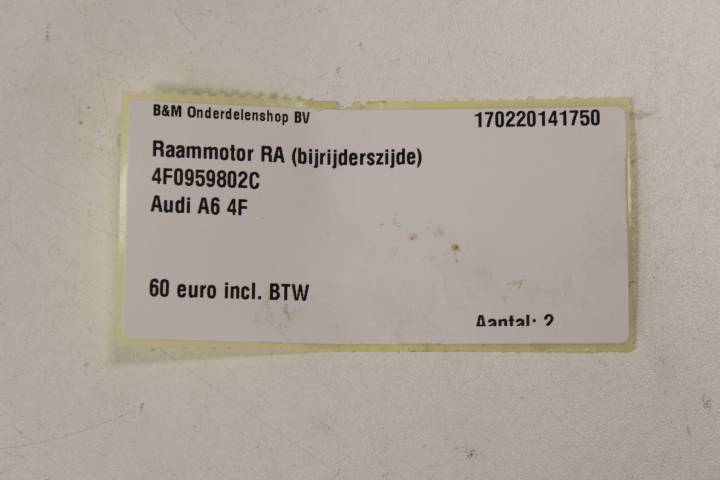 B&M Onderdelenshop BV 170220141750
Raammotor RA (bijrijderszijde)
4F0959802C
Audi A6 4F
60 euro incl. BTW
Aantal: 2